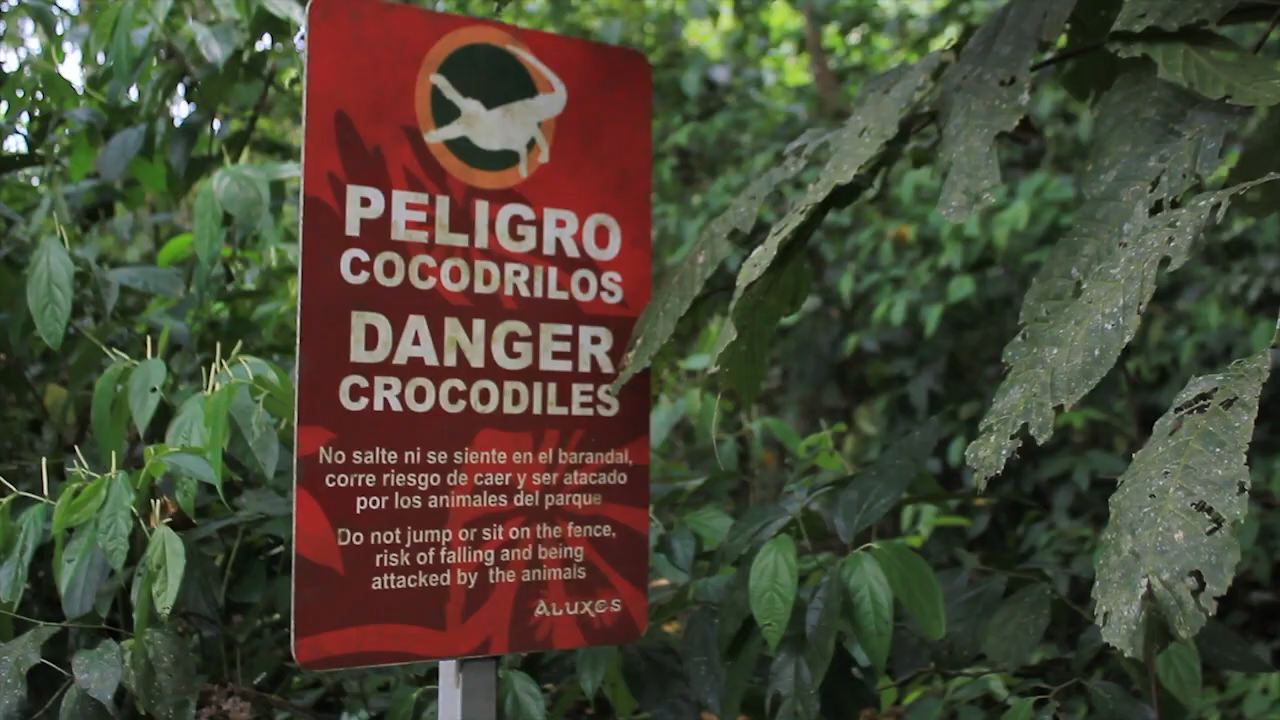 PELIGRO
COCODRILOS
DANGER
CROCODILES
No salte ni se siente en el barandal,
corre riesgo de caer y ser atacado
por los animales del parque
Do not jump or sit on the fence,
risk of falling and being
attacked by the animals
ALUXES